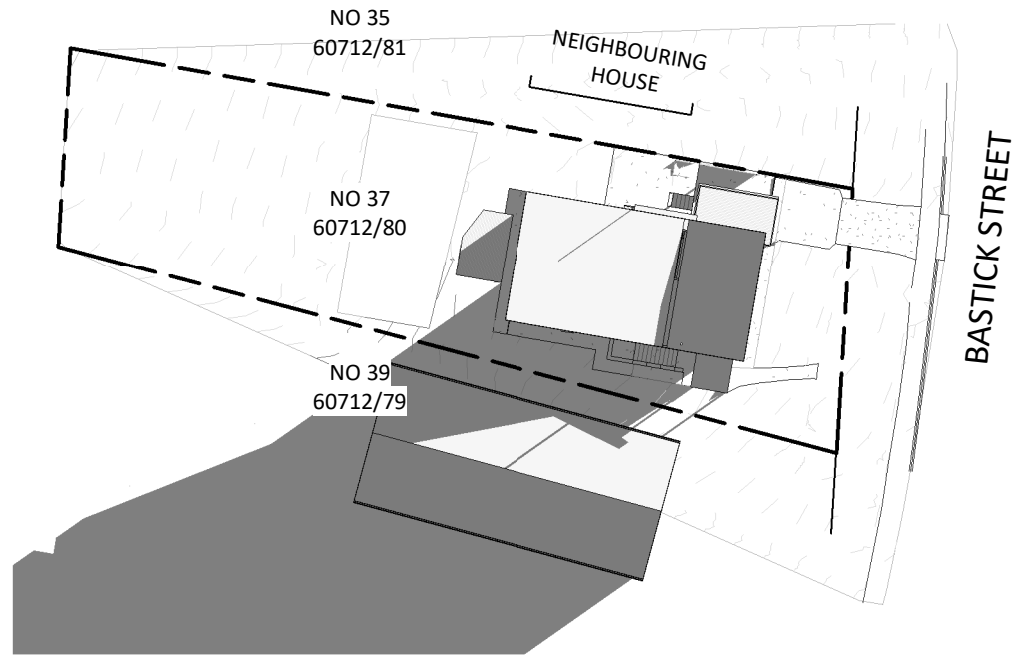 NO 35
60712/81
NEIGHBOURING
HOUSE
NO 37
60712/80
BASTICK STREET
NO 39
60712/79